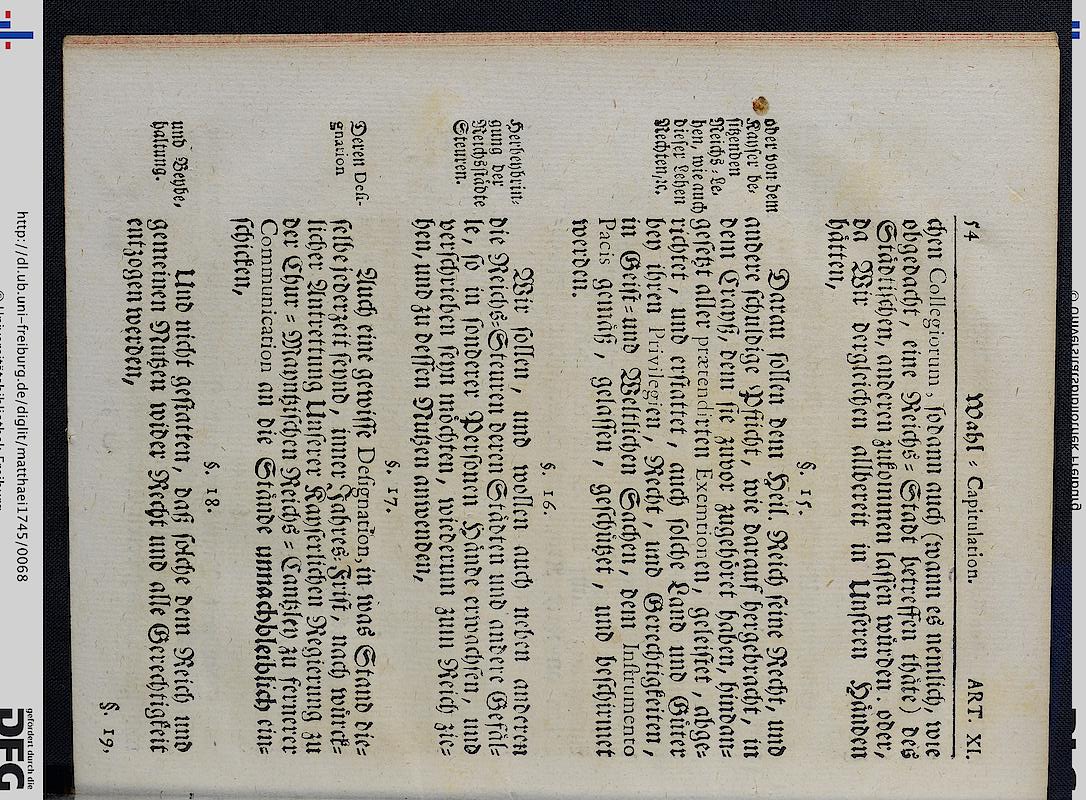 54 Wahl = Capitulation. ART. XI.
chen Collegiorum, sodann auch (wann es nemlich, wie
obgedacht, eine Reichs = Stadt betreffen thäte) des
Städtischen, anderen zukommen lassen würden, oder,
da Wir dergleichen allbereit in Unseren Händen
hätten,
§. 15.
oder von dem
Kayser be-
sitzenden
Reichs = Le-
hen, wie auch
dieser Lehen
Rechten, ꝛc.
Daran sollen dem Heil. Reich seine Recht, und
andere schuldige Pflicht, wie darauf hergebracht, in
dem Crayß, dem sie zuvor zugehöret haben, hindan-
gesetzt aller prætendirten Exemtionen, geleistet, abge-
richtet, und erstattet, auch solche Land und Güter
bey ihren Privilegien, Recht, und Gerechtigkeiten,
in Geist = und Weltlichen Sachen, dem Instrumento
Pacis gemäß, gelassen, geschützet, und beschirmet
werden.
§. 16.
Herbeybrin-
gung der
Reichsstädte
Steuren.
Wir sollen, und wollen auch neben anderen
die Reichs = Steuren deren Städten und andere Gefäl-
le, so in sonderer Personen Hände erwachsen, und
verschrieben seyn möchten, wiederum zum Reich zie-
hen, und zu dessen Nutzen anwenden,
§. 17.
Deren Desi-
gnation
Auch eine gewisse Designation, in was Stand die-
selbe jederzeit seynd, inner Jahres-Frist, nach würck-
licher Antrettung Unserer Kayserlichen Regierung zu
der Chur = Mayntzischen Reichs = Cantzley zu fernerer
Communication an die Stände unnachbleiblich ein-
schicken,
§. 18.
und Beybe-
haltung.
Und nicht gestatten, daß solche dem Reich und
gemeinen Nutzen wider Recht und alle Gerechtigkeit
entzogen werden,
§. 19.
http://dl.ub.uni-freiburg.de/diglit/mathaei1745/0068
© Universitätsbibliothek Freiburg
gefördert durch die
DFG